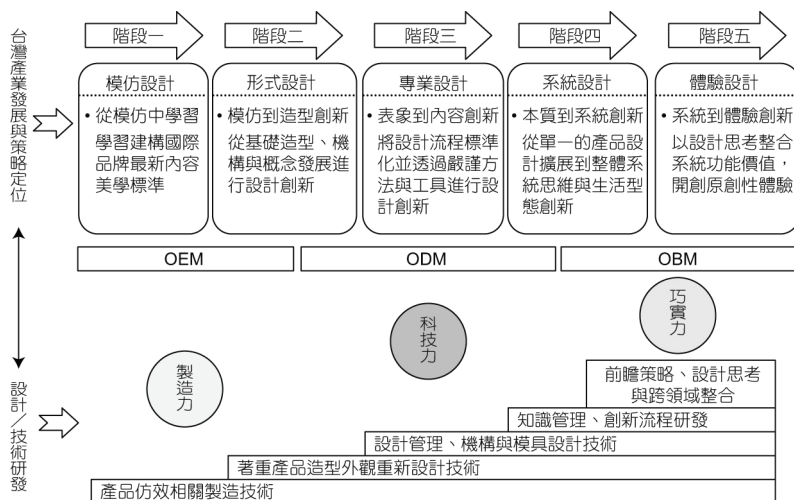 台灣產業發展與策略定位
階段一
階段二
階段三
階段四
階段五
模仿設計
• 從模仿中學習
學習建構國際
品牌最新內容
美學標準
形式設計
• 模仿到造型創新
從基礎造型、機
構與概念發展進
行設計創新
專業設計
• 表象到內容創新
將設計流程標準
化並透過嚴謹方
法與工具進行設
計創新
系統設計
• 本質到系統創新
從單一的產品設
計擴展到整體系
統思維與生活型
態創新
體驗設計
• 系統到體驗創新
以設計思考整合
系統功能價值，
開創原創性體驗
OEM
ODM
OBM
製造力
科技力
巧實力
設計／技術研發
前瞻策略、設計思考
與跨領域整合
知識管理、創新流程研發
設計管理、機構與模具設計技術
著重產品造型外觀重新設計技術
產品仿效相關製造技術